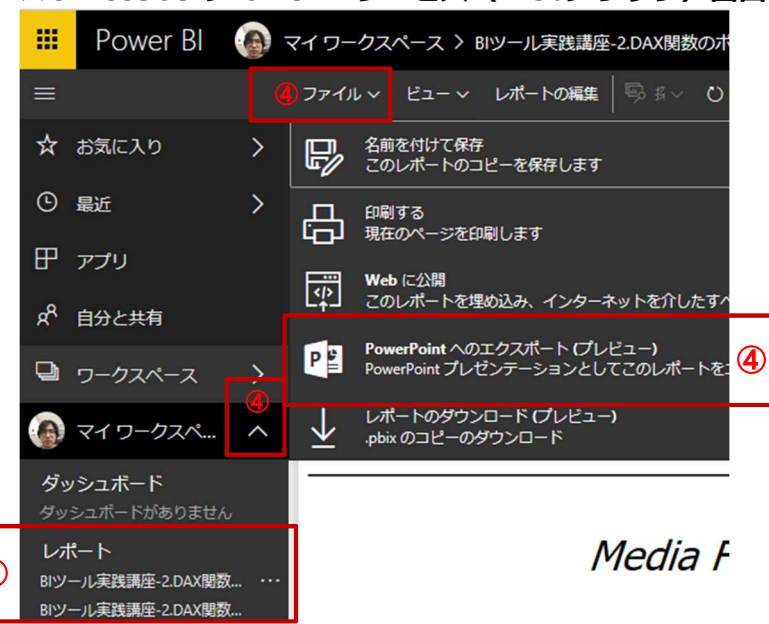 Power BI マイ ワークスペース > BIツール実践講座-2.DAX関数のポ
④ ファイル ビュー レポートの編集
お気に入り
名前を付けて保存
このレポートのコピーを保存します
最近
印刷する
現在のページを印刷します
アプリ
Web に公開
このレポートを埋め込み、インターネットを介したすべ
自分と共有
PowerPoint へのエクスポート (プレビュー)
PowerPoint プレゼンテーションとしてこのレポートをエ
④
ワークスペース
④
マイ ワークスペ...
レポートのダウンロード (プレビュー)
.pbix のコピーのダウンロード
ダッシュボード
ダッシュボードがありません
レポート
Media
BIツール実践講座-2.DAX関数... ...
BIツール実践講座-2.DAX関数...